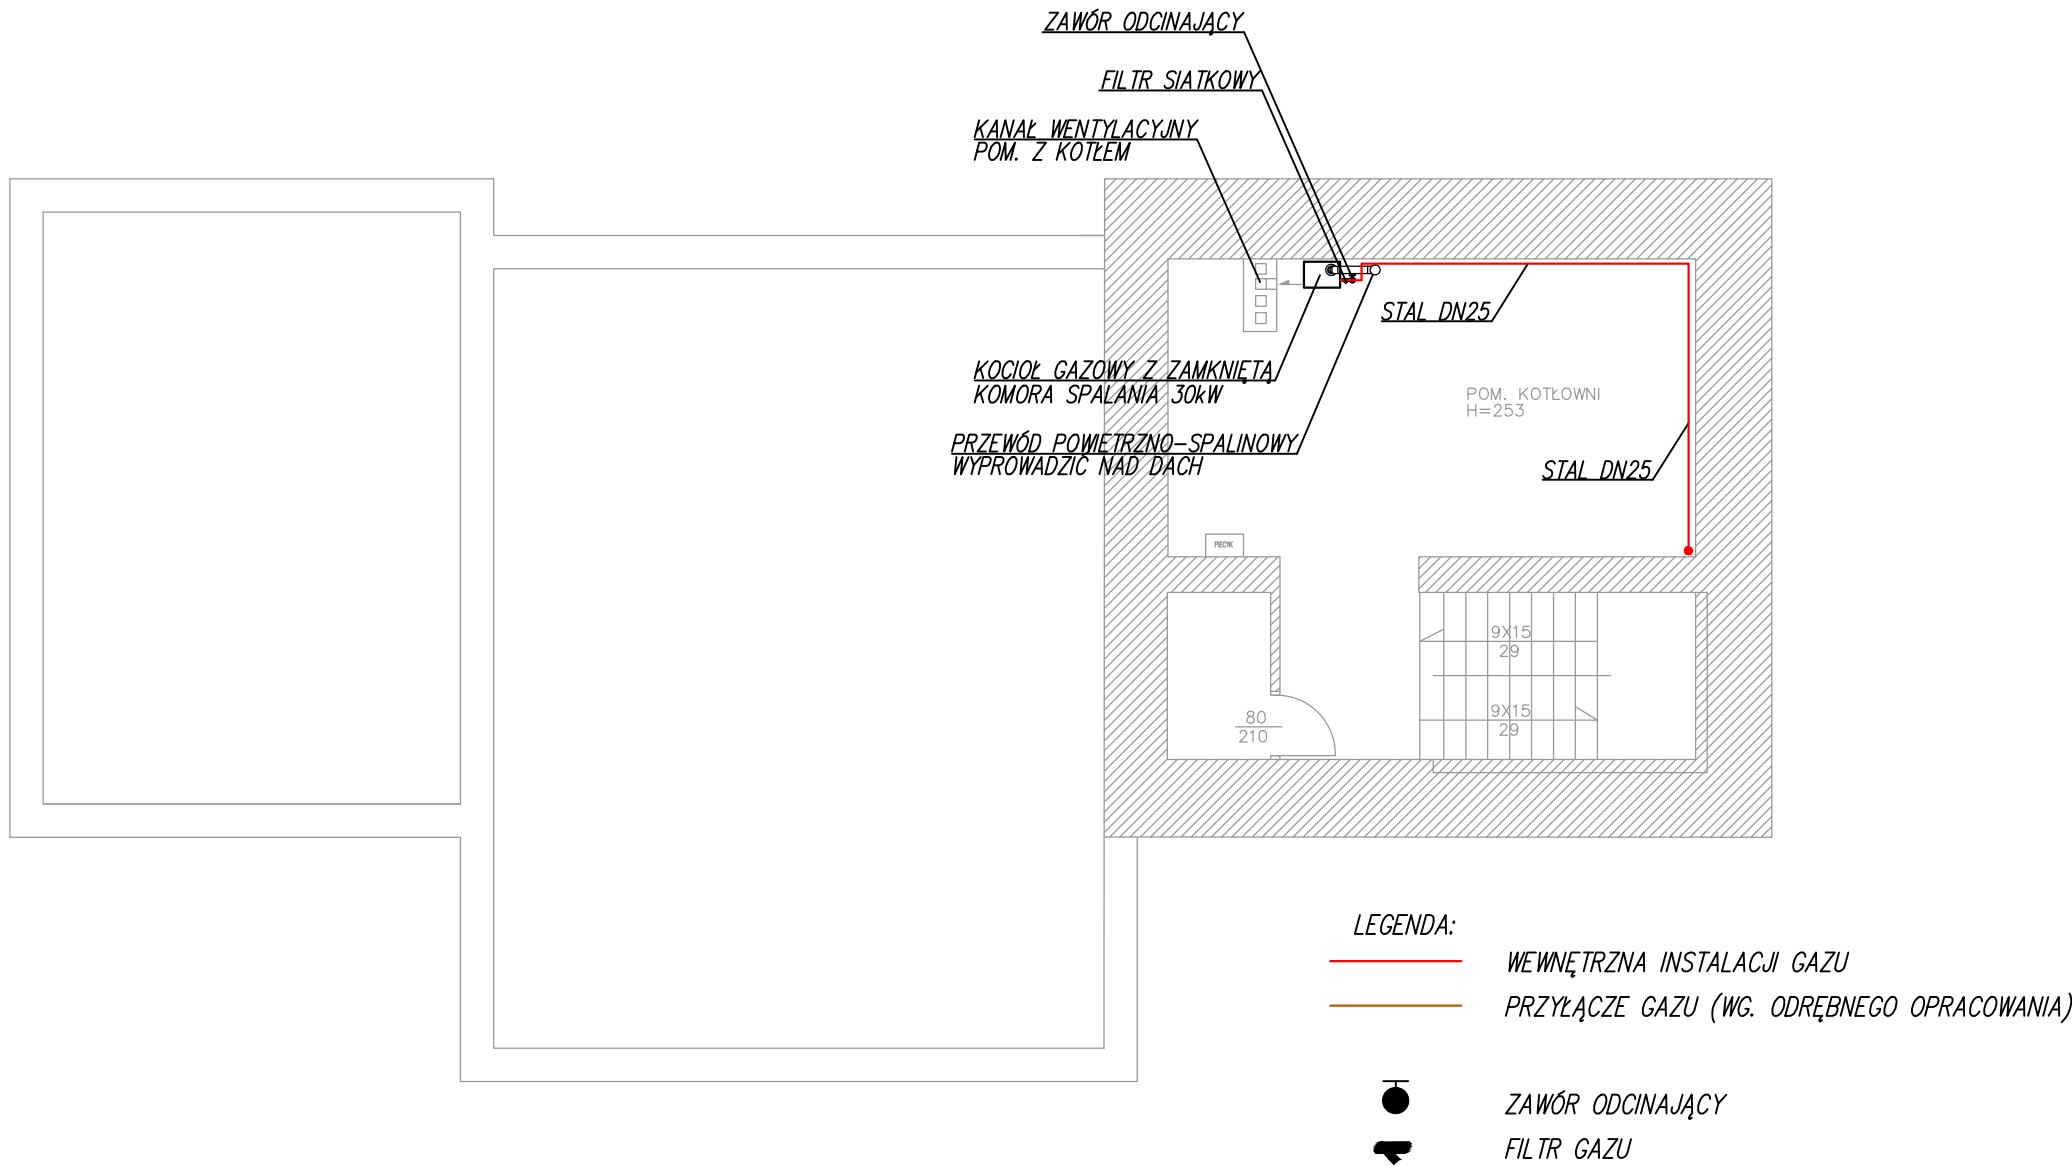 ZAWÓR ODCINAJĄCY
FILTR SIATKOWY
KANAŁ WENTYLACYJNY
POM. Z KOTŁEM
STAL DN25
KOCIOŁ GAZOWY Z ZAMKNIĘTĄ
KOMORA SPALANIA 30kW
POM. KOTŁOWNI
H=253
PRZEWÓD POWIETRZNO-SPALINOWY
WYPROWADZIĆ NAD DACH
STAL DN25
PIECYK
9X15
29
9X15
29
80
210
LEGENDA:
WEWNĘTRZNA INSTALACJI GAZU
PRZYŁĄCZE GAZU (WG. ODRĘBNEGO OPRACOWANIA)
ZAWÓR ODCINAJĄCY
FILTR GAZU